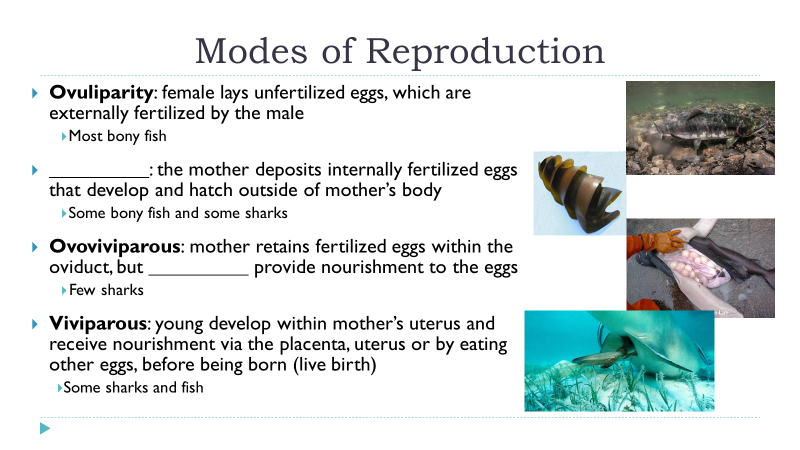 Modes of Reproduction
Ovuliparity: female lays unfertilized eggs, which are
externally fertilized by the male
Most bony fish
__________: the mother deposits internally fertilized eggs
that develop and hatch outside of mother's body
Some bony fish and some sharks
Ovoviviparous: mother retains fertilized eggs within the
oviduct, but __________ provide nourishment to the eggs
Few sharks
Viviparous: young develop within mother's uterus and
receive nourishment via the placenta, uterus or by eating
other eggs, before being born (live birth)
Some sharks and fish